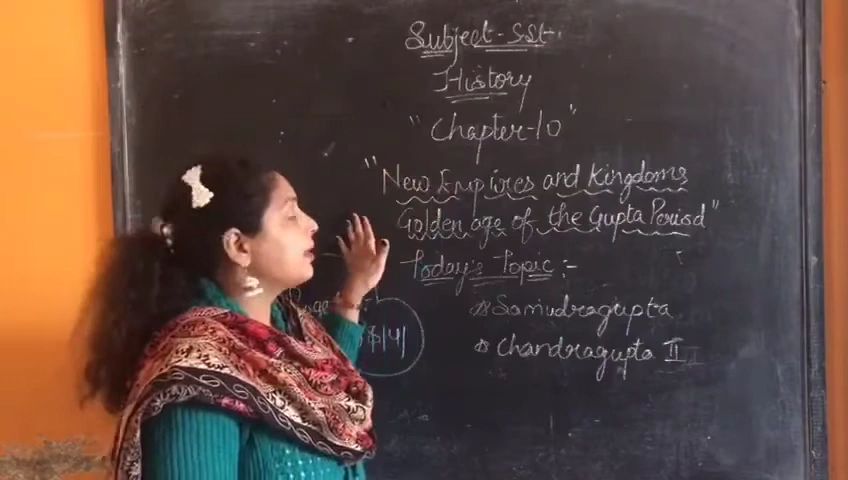 Subject - SSt.
History
"Chapter-10"
"New Empires and Kingdoms
Golden age of the Gupta Period"
Today's Topic :-
Samudragupta
Chandragupta II